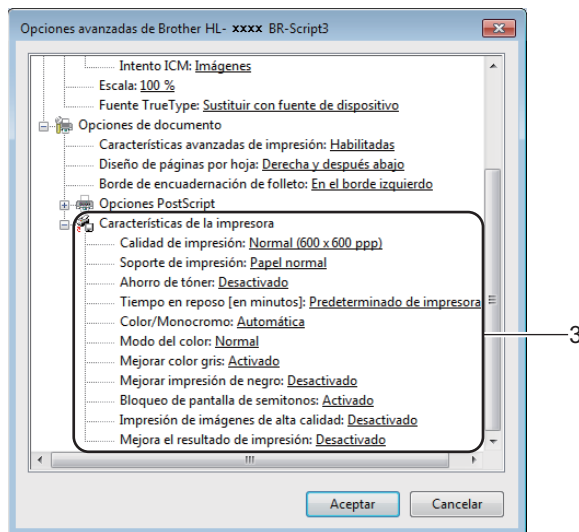 Opciones avanzadas de Brother HL- xxxx BR-Script3
Intento ICM: Imágenes
Escala: 100 %
Fuente TrueType: Sustituir con fuente de dispositivo
Opciones de documento
Características avanzadas de impresión: Habilitadas
Diseño de páginas por hoja: Derecha y después abajo
Borde de encuadernación de folleto: En el borde izquierdo
Opciones PostScript
Características de la impresora
Calidad de impresión: Normal (600 x 600 ppp)
Soporte de impresión: Papel normal
Ahorro de tóner: Desactivado
Tiempo en reposo [en minutos]: Predeterminado de impresora
Color/Monocromo: Automática
Modo del color: Normal
Mejorar color gris: Activado
Mejorar impresión de negro: Desactivado
Bloqueo de pantalla de semitonos: Activado
Impresión de imágenes de alta calidad: Desactivado
Mejora el resultado de impresión: Desactivado
3
Aceptar Cancelar